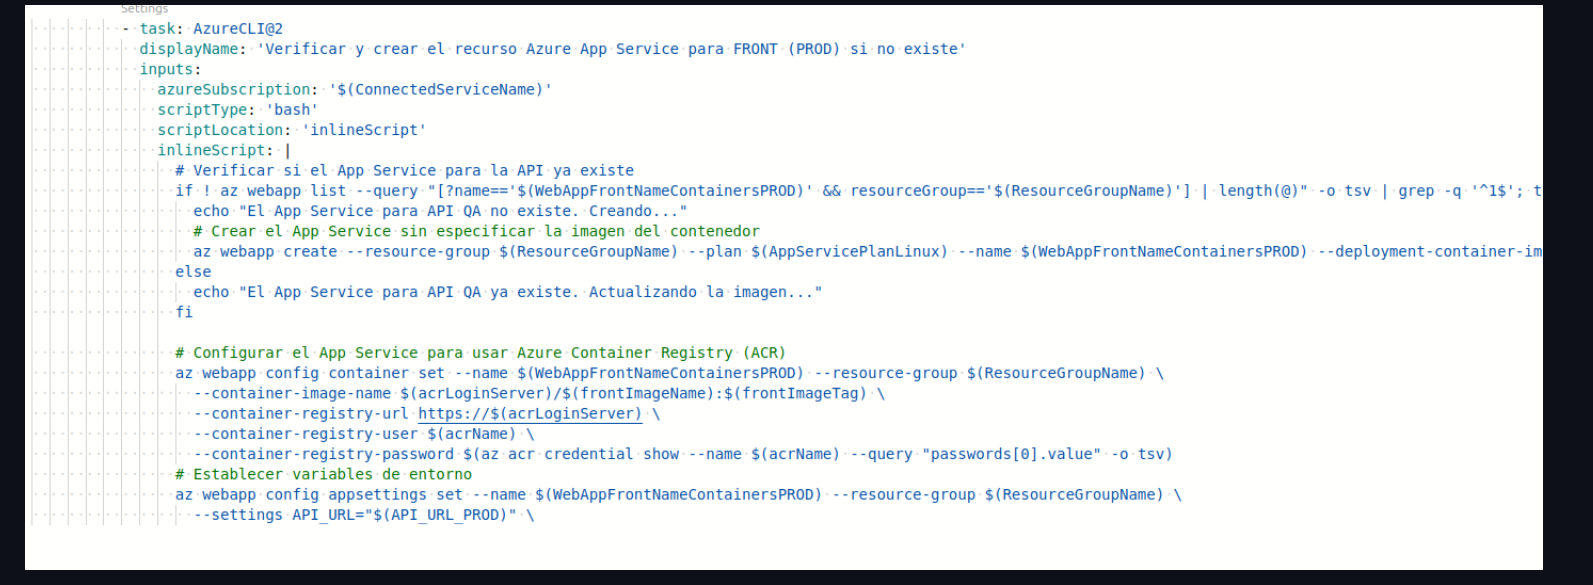 Settings
- task: AzureCLI@2
displayName: 'Verificar y crear el recurso Azure App Service para FRONT (PROD) si no existe'
inputs:
azureSubscription: '$(ConnectedServiceName)'
scriptType: 'bash'
scriptLocation: 'inlineScript'
inlineScript: |
# Verificar si el App Service para la API ya existe
if ! az webapp list --query "[?name=='$(WebAppFrontNameContainersPROD)' && resourceGroup=='$(ResourceGroupName)'] | length(@)" -o tsv | grep -q '^1$'; t
echo "El App Service para API QA no existe. Creando..."
# Crear el App Service sin especificar la imagen del contenedor
az webapp create --resource-group $(ResourceGroupName) --plan $(AppServicePlanLinux) --name $(WebAppFrontNameContainersPROD) --deployment-container-im
else
echo "El App Service para API QA ya existe. Actualizando la imagen..."
fi
# Configurar el App Service para usar Azure Container Registry (ACR)
az webapp config container set --name $(WebAppFrontNameContainersPROD) --resource-group $(ResourceGroupName) \
--container-image-name $(acrLoginServer)/$(frontImageName):$(frontImageTag) \
--container-registry-url https://$(acrLoginServer) \
--container-registry-user $(acrName) \
--container-registry-password $(az acr credential show --name $(acrName) --query "passwords[0].value" -o tsv)
# Establecer variables de entorno
az webapp config appsettings set --name $(WebAppFrontNameContainersPROD) --resource-group $(ResourceGroupName) \
--settings API_URL="$(API_URL_PROD)" \